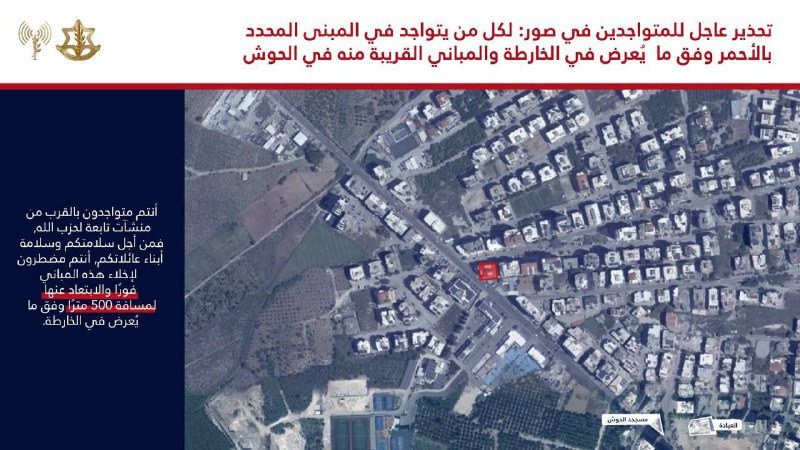 تحذير عاجل للمتواجدين في صور: لكل من يتواجد في المبنى المحدد
بالأحمر وفق ما يُعرض في الخارطة والمباني القريبة منه في الحوش
أنتم متواجدون بالقرب من
منشآت تابعة لحزب الله،
فمن أجل سلامتكم وسلامة
أبناء عائلاتكم، أنتم مضطرون
لإخلاء هذه المباني
فورًا والابتعاد عنها
لمسافة 500 مترًا وفق ما
يُعرض في الخارطة.
مسجد الحوش
العيادة